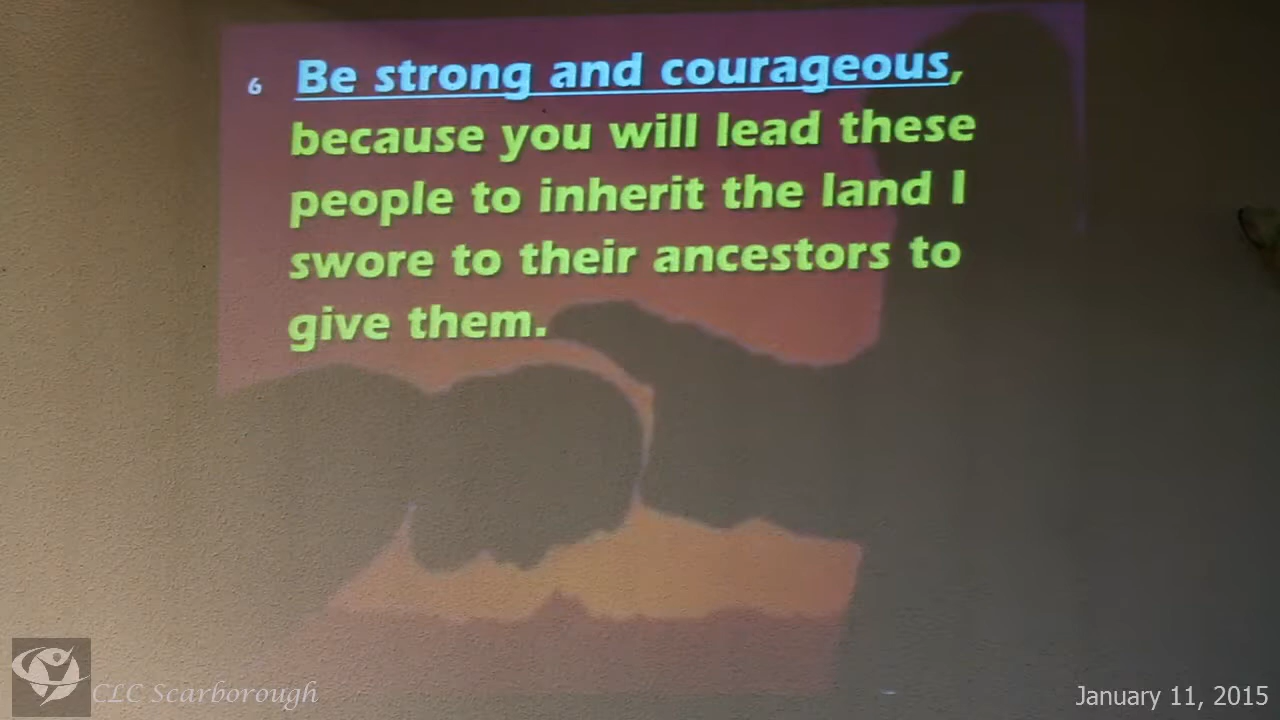 6 Be strong and courageous,
because you will lead these
people to inherit the land I
swore to their ancestors to
give them.
CLC Scarborough
January 11, 2015